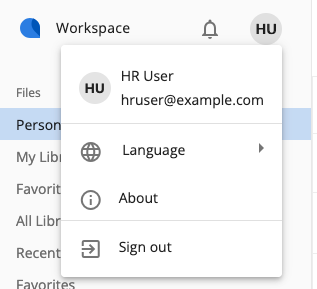 Workspace
HU
Files
HU
HR User
hruser@example.com
Person
Language
My Libr
About
Favorit
All Libr
Sign out
Recent
Favorites